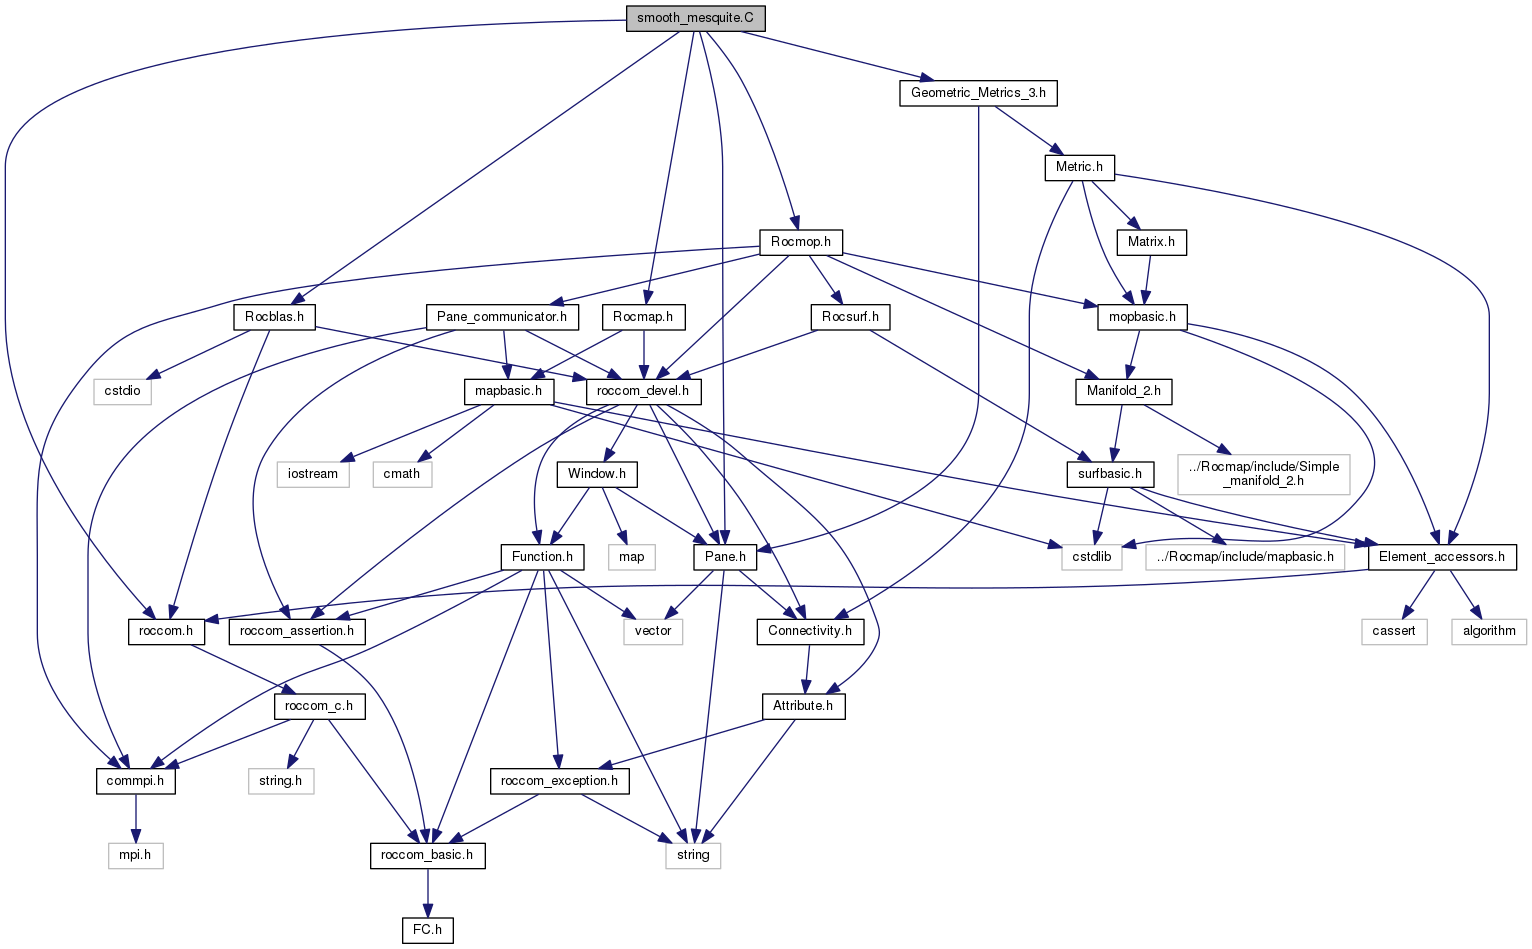 smooth_mesquite.C
Geometric_Metrics_3.h
Metric.h
Rocmop.h
Matrix.h
Rocblas.h
Pane_communicator.h
Rocmap.h
Rocsurf.h
mopbasic.h
cstdio
mapbasic.h
roccom_devel.h
Manifold_2.h
iostream
cmath
Window.h
surfbasic.h
../Rocmap/include/Simple
_manifold_2.h
Function.h
map
Pane.h
cstdlib
../Rocmap/include/mapbasic.h
Element_accessors.h
roccom.h
roccom_assertion.h
vector
Connectivity.h
cassert
algorithm
roccom_c.h
Attribute.h
commpi.h
string.h
roccom_exception.h
mpi.h
roccom_basic.h
string
FC.h